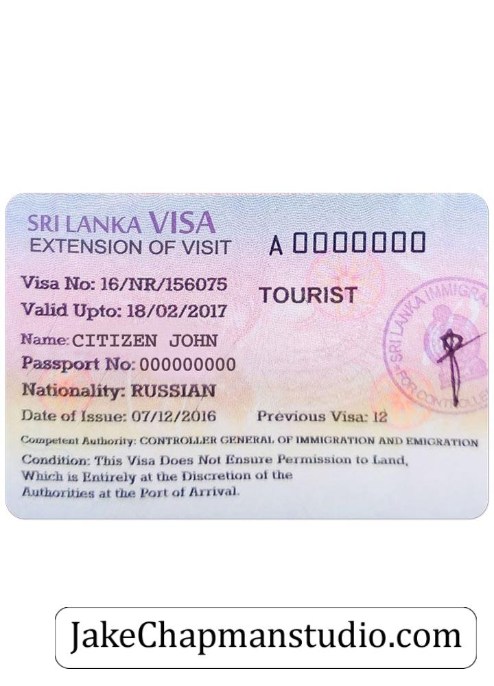 SRI LANKA VISA
EXTENSION OF VISIT
A 0000000
Visa No: 16/NR/156075
Valid Upto: 18/02/2017
TOURIST
Name: CITIZEN JOHN
Passport No: 000000000
Nationality: RUSSIAN
Date of Issue: 07/12/2016 Previous Visa: 12
Competent Authority: CONTROLLER GENERAL OF IMMIGRATION AND EMIGRATION
Condition: This Visa Does Not Ensure Permission to Land,
Which is Entirely at the Discretion of the
Authorities at the Port of Arrival.
SRI LANKA IMMIGRA
FOR CONTROLLE
JakeChapmanstudio.com